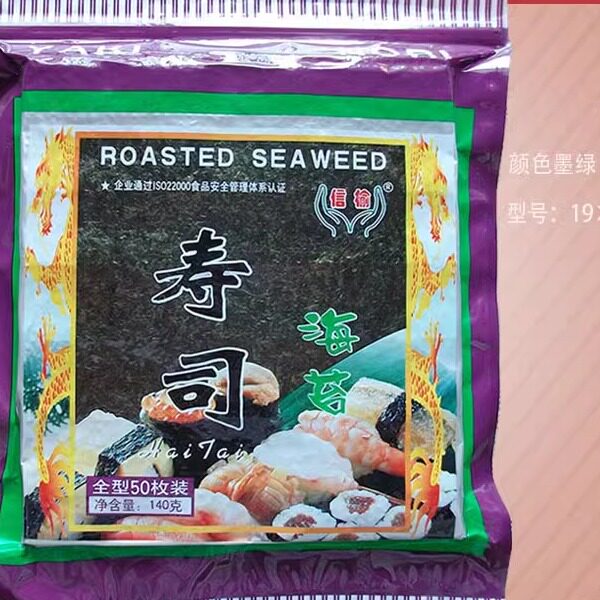 ROASTED SEAWEED
★ 企业通过ISO22000食品安全管理体系认证
信榆®
寿司
海苔
HaiTai
全型50枚装
净含量：140克
颜色墨绿
型号：19